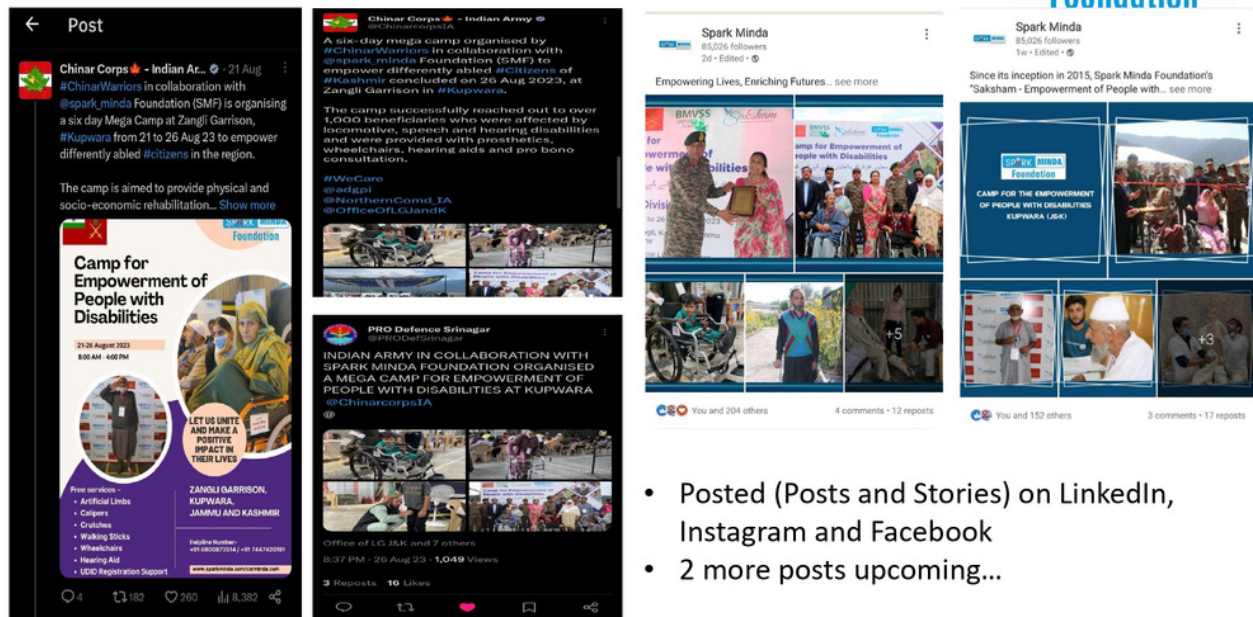 Post
Chinar Corps🍁 - Indian Ar... · 21 Aug
#ChinarWarriors in collaboration with
@spark_minda Foundation (SMF) is organising
a six day Mega Camp at Zangli Garrison,
#Kupwara from 21 to 26 Aug 23 to empower
differently abled #citizens in the region.
The camp is aimed to provide physical and
socio-economic rehabilitation... Show more
SPARK MINDA
Foundation
Camp for
Empowerment of
People with
Disabilities
21-26 August 2023
8:00 AM - 4:00 PM
LET US UNITE
AND MAKE A
POSITIVE
IMPACT IN
THEIR LIVES
Free services -
• Artificial Limbs
• Calipers
• Crutches
• Walking Sticks
• Wheelchairs
• Hearing Aid
• UDID Registration Support
ZANGLI GARRISON,
KUPWARA,
JAMMU AND KASHMIR
Helpline Number-
4 182 260 8,382
Chinar Corps🍁 - Indian Army
@ChinarcorpsIA
A six-day mega camp organised by
#ChinarWarriors in collaboration with
@spark_minda Foundation (SMF) to
empower differently abled #Citizens of
#Kashmir concluded on 26 Aug 2023, at
Zangli Garrison in #Kupwara.
The camp successfully reached out to over
1,000 beneficiaries who were affected by
locomotive, speech and hearing disabilities
and were provided with prosthetics,
wheelchairs, hearing aids and pro bono
consultation.
#WeCare
@adgpi
@NorthernComd_IA
@OfficeOfLGJandK
PRO Defence Srinagar
@PRODefSrinagar
INDIAN ARMY IN COLLABORATION WITH
SPARK MINDA FOUNDATION ORGANISED
A MEGA CAMP FOR EMPOWERMENT OF
PEOPLE WITH DISABILITIES AT KUPWARA
@ChinarcorpsIA
@
Office of LG J&K and 7 others
8:37 PM · 26 Aug 23 · 1,049 Views
3 Reposts 16 Likes
Spark Minda
85,026 followers
2d • Edited •
Empowering Lives, Enriching Futures... see more
BMVSS
Saksham
+5
You and 204 others
4 comments • 12 reposts
Foundation
Spark Minda
85,026 followers
1w • Edited •
Since its inception in 2015, Spark Minda Foundation's
"Saksham - Empowerment of People with... see more
SPARK MINDA
Foundation
CAMP FOR THE EMPOWERMENT
OF PEOPLE WITH DISABILITIES
KUPWARA (J&K)
+3
You and 152 others
3 comments • 17 reposts
• Posted (Posts and Stories) on LinkedIn,
Instagram and Facebook
• 2 more posts upcoming...